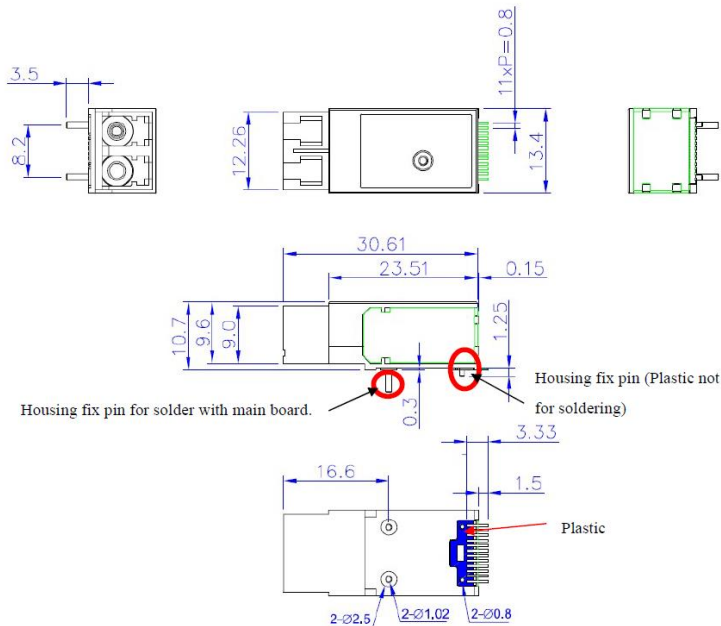 3.5
8.2
12.26
11xP=0.8
13.4
30.61
23.51
0.15
10.7
9.6
9.0
1.25
0.3
Housing fix pin for solder with main board.
Housing fix pin (Plastic not
for soldering)
3.33
16.6
1.5
Plastic
2-Ø2.5
2-Ø1.02
2-Ø0.8